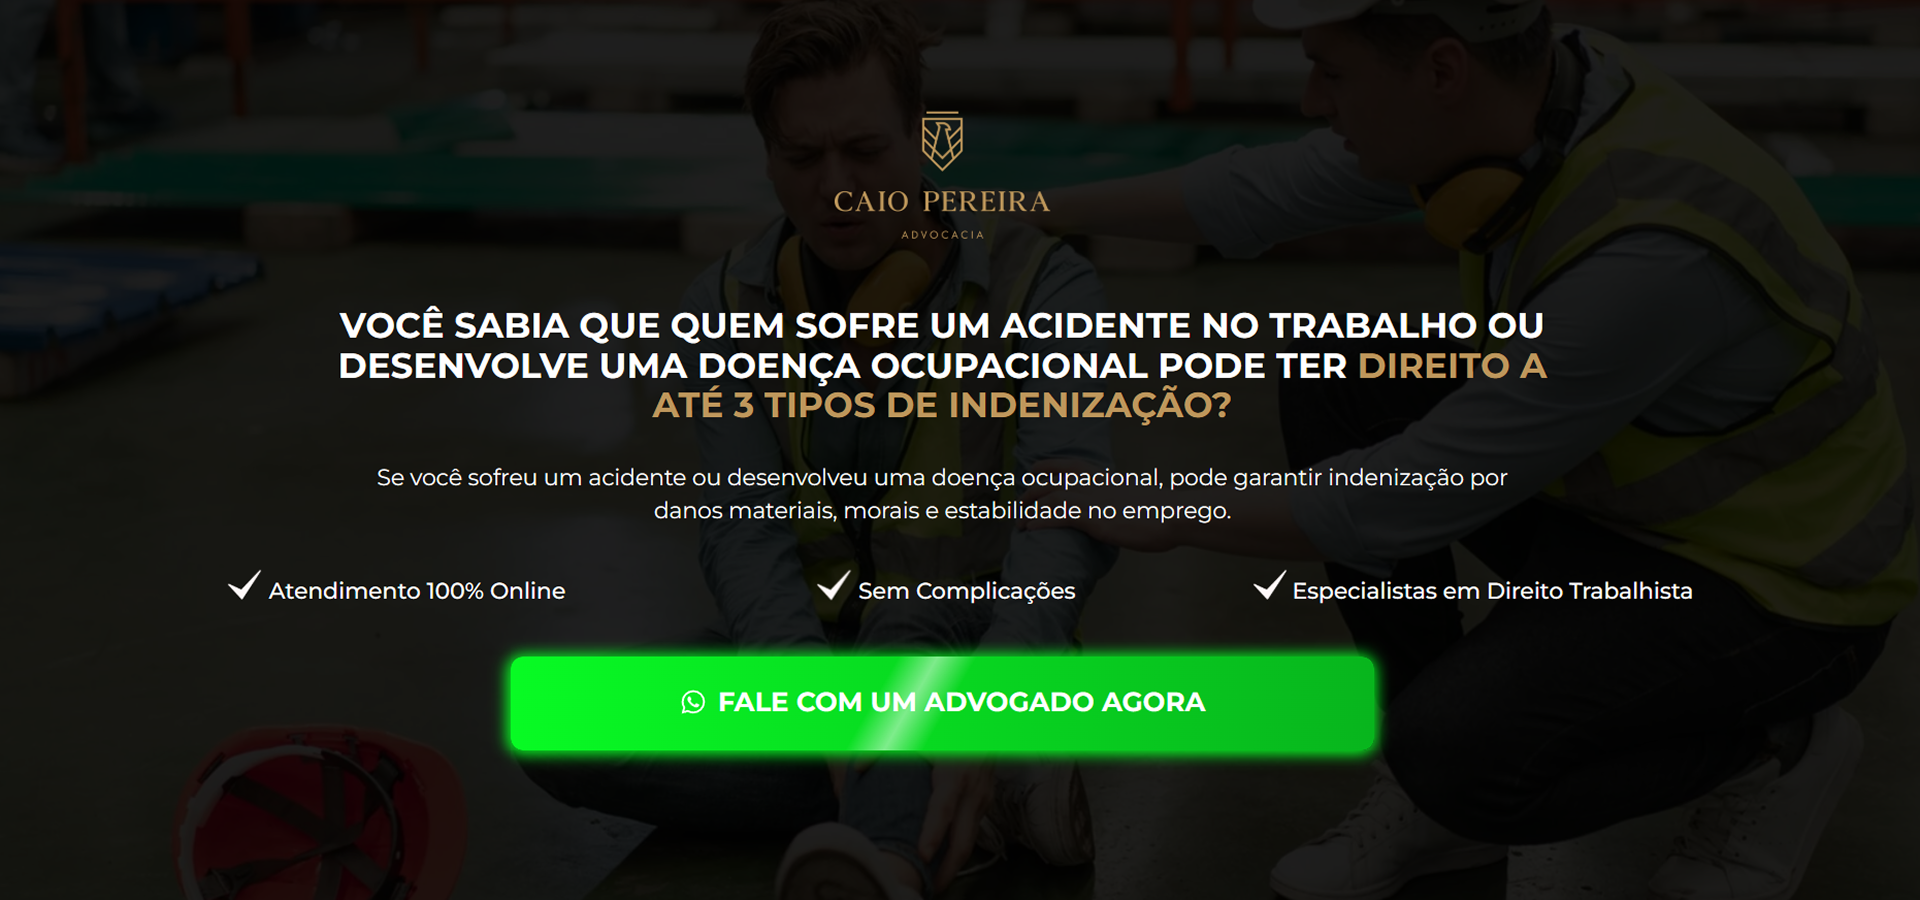 CAIO PEREIRA
ADVOCACIA
VOCÊ SABIA QUE QUEM SOFRE UM ACIDENTE NO TRABALHO OU
DESENVOLVE UMA DOENÇA OCUPACIONAL PODE TER DIREITO A
ATÉ 3 TIPOS DE INDENIZAÇÃO?
Se você sofreu um acidente ou desenvolveu uma doença ocupacional, pode garantir indenização por
danos materiais, morais e estabilidade no emprego.
Atendimento 100% Online
Sem Complicações
Especialistas em Direito Trabalhista
FALE COM UM ADVOGADO AGORA